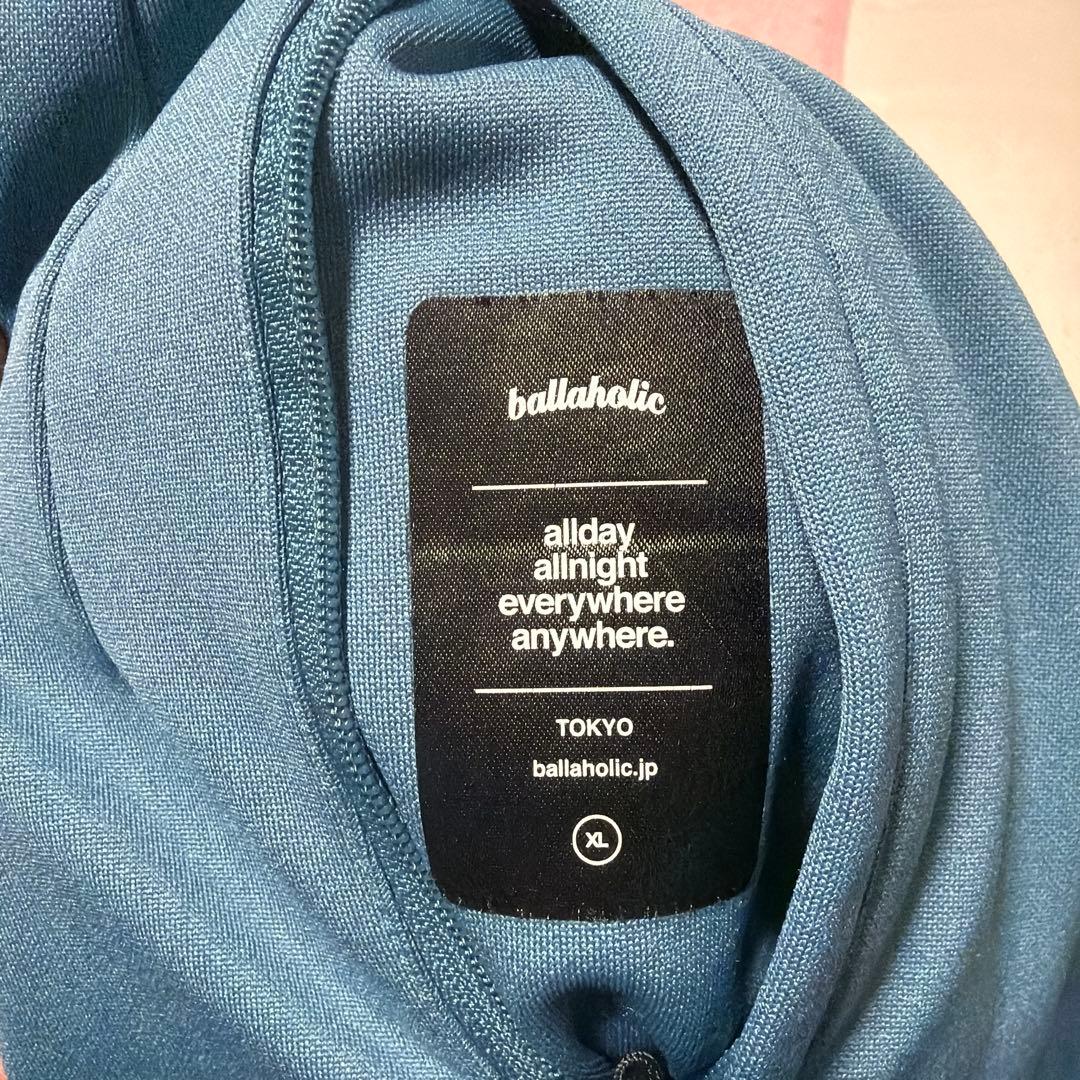 ballaholic
allday
allnight
everywhere
anywhere.
TOKYO
ballaholic.jp
XL